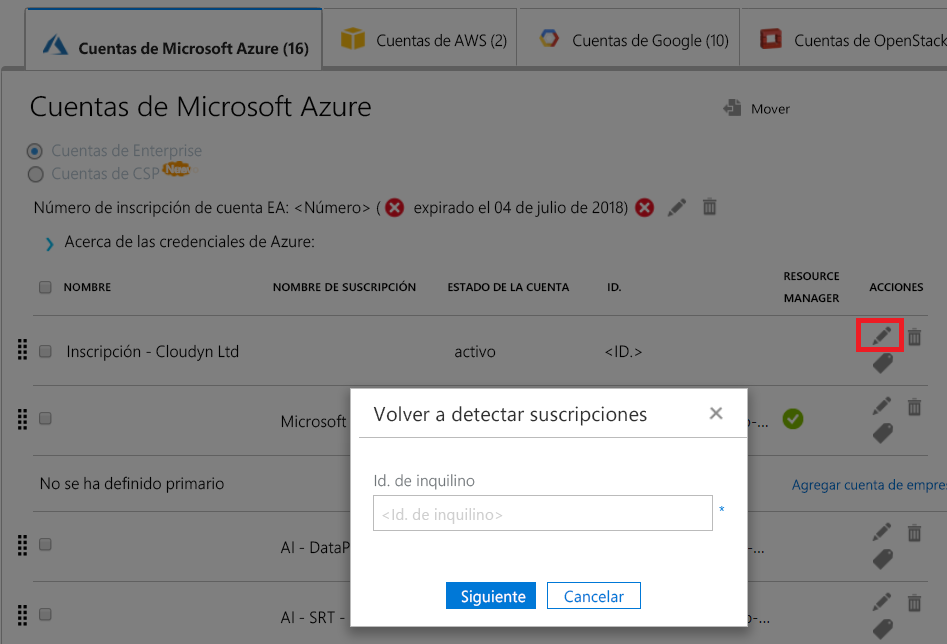 Cuentas de Microsoft Azure (16)
Cuentas de AWS (2)
Cuentas de Google (10)
Cuentas de OpenStack
Cuentas de Microsoft Azure
Mover
Cuentas de Enterprise
Cuentas de CSP New
Número de inscripción de cuenta EA: <Número> ( expirado el 04 de julio de 2018)
Acerca de las credenciales de Azure:
NOMBRE NOMBRE DE SUSCRIPCIÓN ESTADO DE LA CUENTA ID. RESOURCE MANAGER ACCIONES
Inscripción - Cloudyn Ltd activo <ID.>
Microsoft o-...
Volver a detectar suscripciones
Id. de inquilino
<Id. de inquilino> *
Siguiente Cancelar
No se ha definido primario Agregar cuenta de empre
AI - DataP -...
AI - SRT - o-...